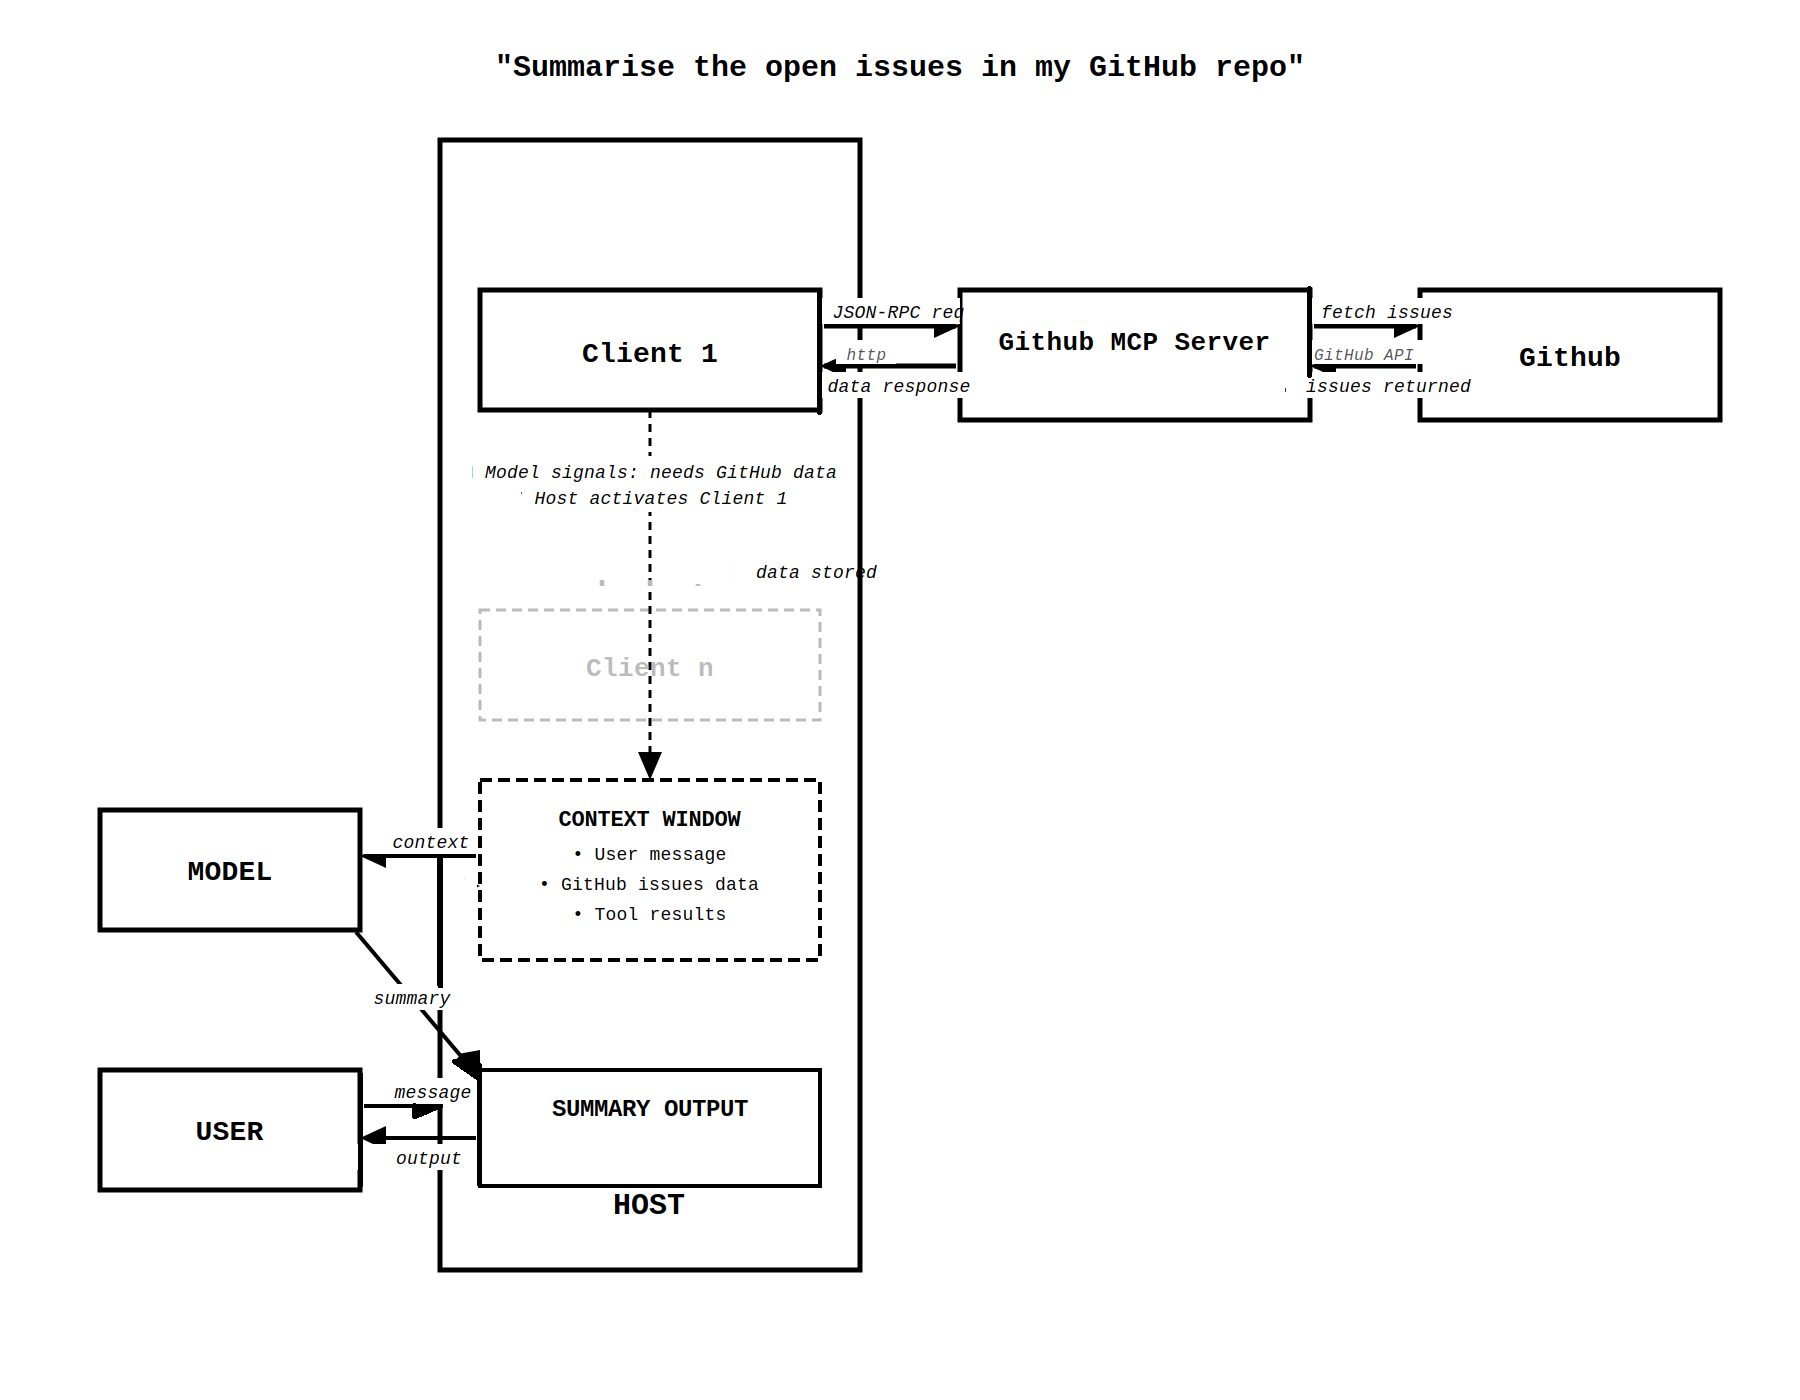 "Summarise the open issues in my GitHub repo"
Client 1
JSON-RPC req
http
data response
Github MCP Server
fetch issues
GitHub API
issues returned
Github
Model signals: needs GitHub data
Host activates Client 1
data stored
Client n
CONTEXT WINDOW
• User message
• GitHub issues data
• Tool results
context
MODEL
summary
USER
message
output
SUMMARY OUTPUT
HOST